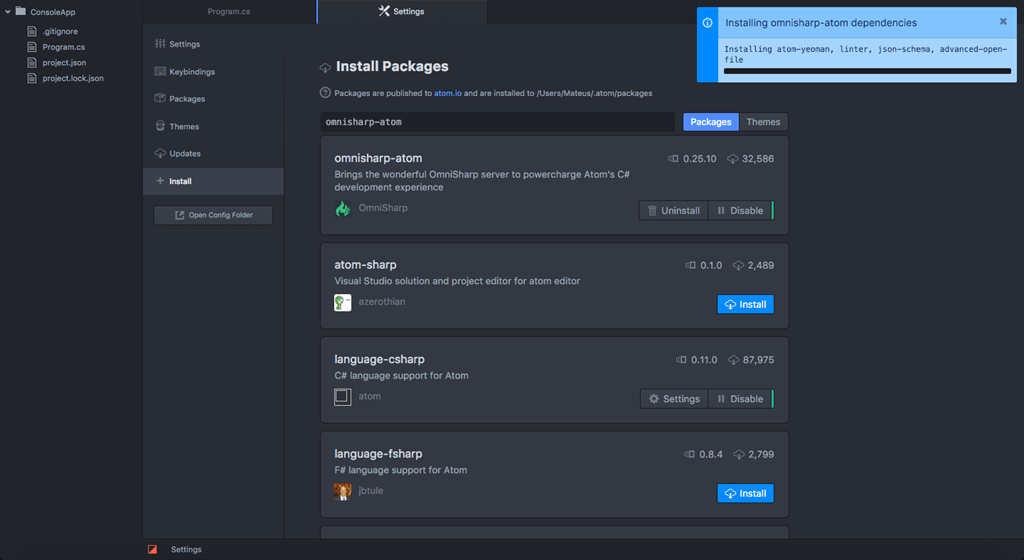 ConsoleApp
.gitignore
Program.cs
project.json
project.lock.json
Program.cs
Settings
Settings
Keybindings
Packages
Themes
Updates
Install
Open Config Folder
Install Packages
Packages are published to atom.io and are installed to /Users/Mateus/.atom/packages
omnisharp-atom
Packages
Themes
omnisharp-atom
0.25.10
32,586
Brings the wonderful OmniSharp server to powercharge Atom's C#
development experience
OmniSharp
Uninstall
Disable
atom-sharp
0.1.0
2,489
Visual Studio solution and project editor for atom editor
azerothian
Install
language-csharp
0.11.0
87,975
C# language support for Atom
atom
Settings
Disable
language-fsharp
0.8.4
2,799
F# language support for Atom
jbtule
Install
Installing omnisharp-atom dependencies
Installing atom-yeoman, linter, json-schema, advanced-open-
file
Settings